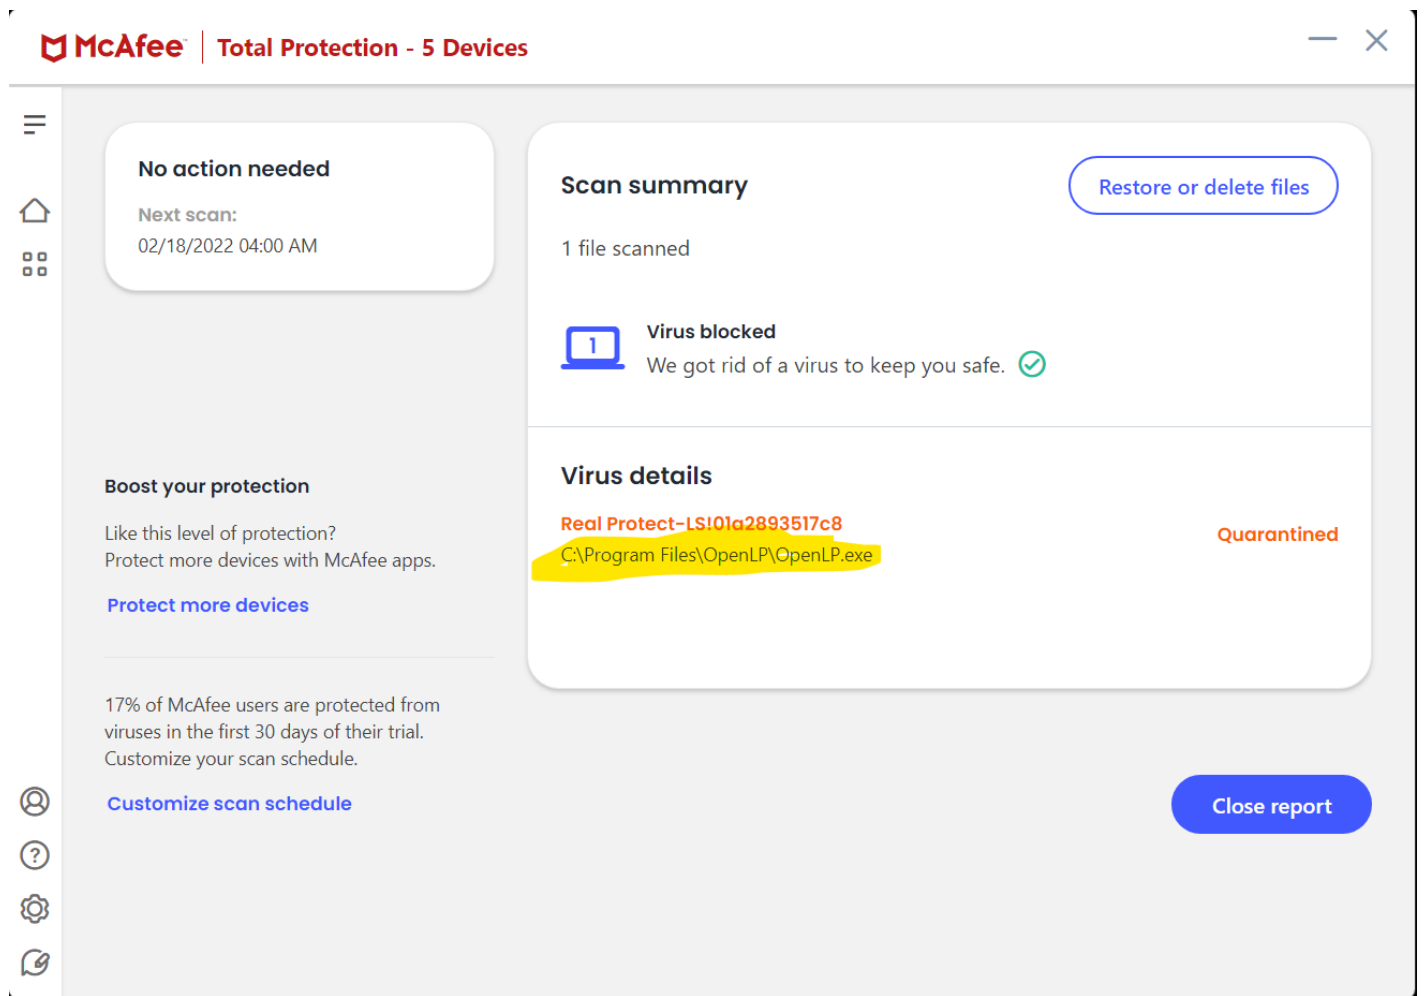 McAfee™ | Total Protection - 5 Devices
No action needed
Next scan:
02/18/2022 04:00 AM
Scan summary
Restore or delete files
1 file scanned
1
Virus blocked
We got rid of a virus to keep you safe.
Virus details
Real Protect-LS!01a2893517c8
C:\Program Files\OpenLP\OpenLP.exe
Quarantined
Boost your protection
Like this level of protection?
Protect more devices with McAfee apps.
Protect more devices
17% of McAfee users are protected from
viruses in the first 30 days of their trial.
Customize your scan schedule.
Customize scan schedule
Close report